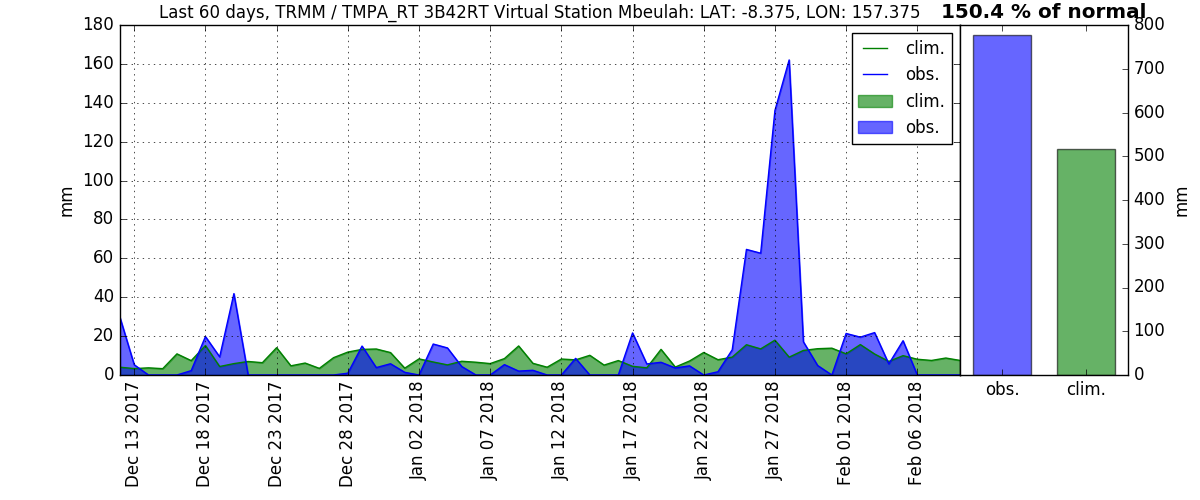 Last 60 days, TRMM / TMPA_RT 3B42RT Virtual Station Mbeulah: LAT: -8.375, LON: 157.375
150.4 % of normal
180
160
140
120
100
80
60
40
20
0
mm
clim.
obs.
clim.
obs.
800
700
600
500
400
300
200
100
0
mm
Dec 13 2017
Dec 18 2017
Dec 23 2017
Dec 28 2017
Jan 02 2018
Jan 07 2018
Jan 12 2018
Jan 17 2018
Jan 22 2018
Jan 27 2018
Feb 01 2018
Feb 06 2018
obs.
clim.